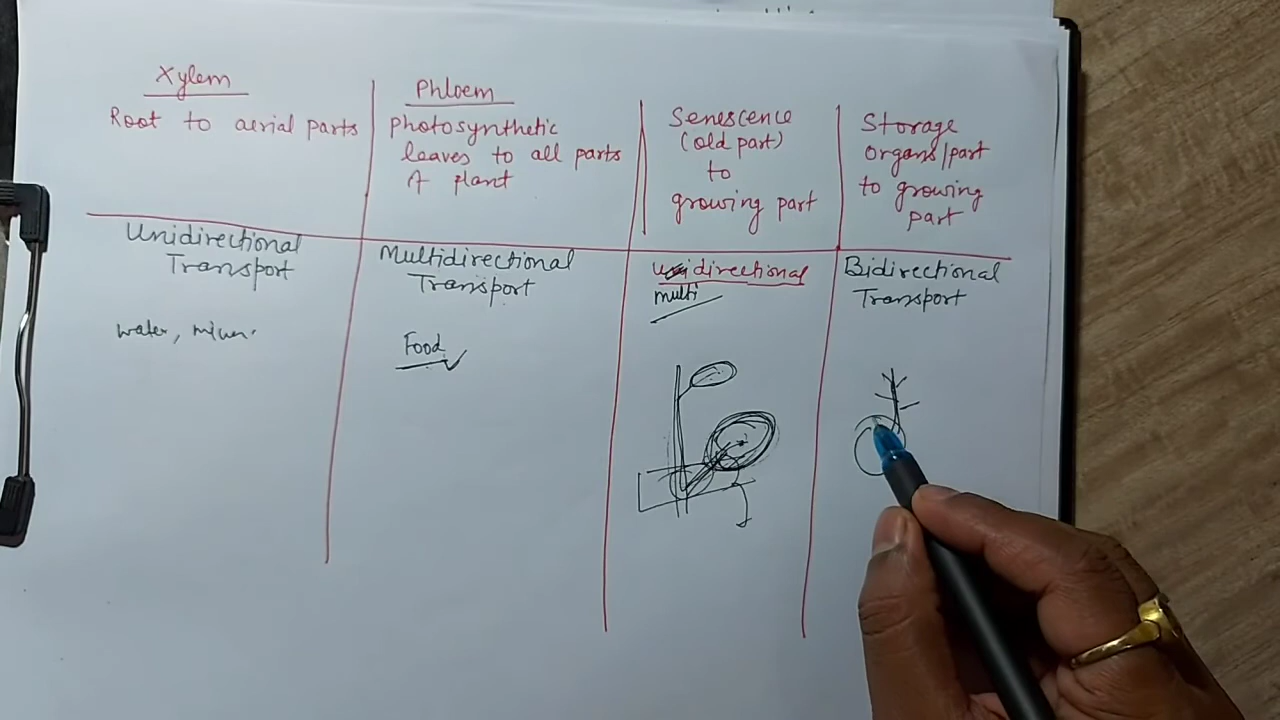 Xylem
Root to aerial parts
Unidirectional
Transport
water,
Phloem
Photosynthetic
leaves to all parts
A plant
Multidirectional
Transport
Food
Senescence
(old part)
to
growing part
Unidirectional
multi
Storage
organs/part
to growing
part
Bidirectional
Transport